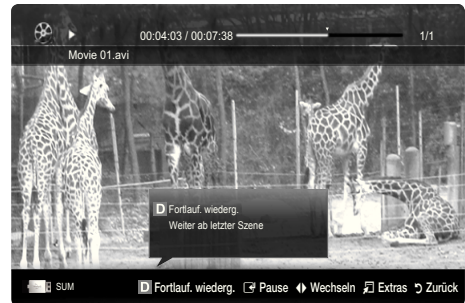 00:04:03 / 00:07:38
1/1
Movie 01.avi
D Fortlauf. wiederg.
Weiter ab letzter Szene
SUM
D Fortlauf. wiederg. Pause Wechseln Extras Zurück